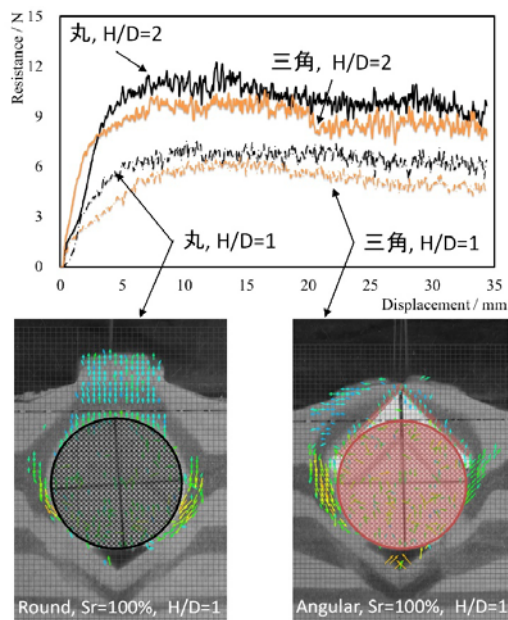 Resistance / N
15
12
9
6
3
0
丸, H/D=2
三角, H/D=2
丸, H/D=1
三角, H/D=1
0 5 10 15 20 25 30 35
Displacement / mm
Round, Sr=100%, H/D=1
Angular, Sr=100%, H/D=1